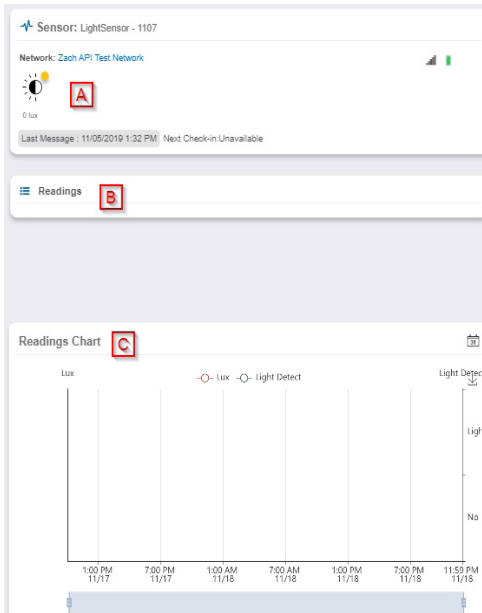 Sensor: LightSensor - 1107
Network: Zach API Test Network
A
0 lux
Last Message : 11/05/2019 1:32 PM Next Check-in:Unavailable
Readings
B
Readings Chart
C
31
Lux
Lux Light Detect
Light Detec
Ligh
No
1:00 PM 7:00 PM 1:00 AM 7:00 AM 1:00 PM 7:00 PM 11:59 PM
11/17 11/17 11/18 11/18 11/18 11/18 11/18